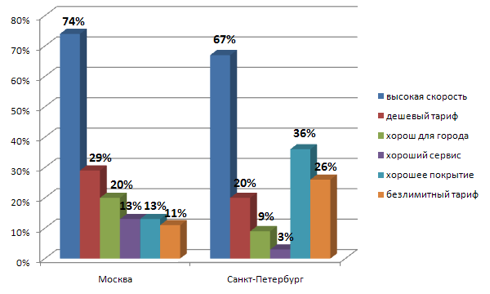 80%
70%
60%
50%
40%
30%
20%
10%
0%
74%
29%
20%
13%
13%
11%
67%
20%
9%
3%
36%
26%
Москва
Санкт-Петербург
высокая скорость
дешевый тариф
хорош для города
хороший сервис
хорошее покрытие
безлимитный тариф